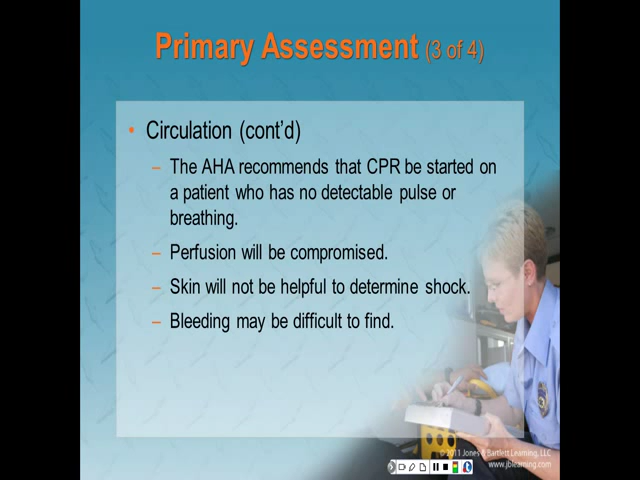 Primary Assessment (3 of 4)
• Circulation (cont'd)
– The AHA recommends that CPR be started on
a patient who has no detectable pulse or
breathing.
– Perfusion will be compromised.
– Skin will not be helpful to determine shock.
– Bleeding may be difficult to find.
© 2011 Jones & Bartlett Learning, LLC
www.jblearning.com